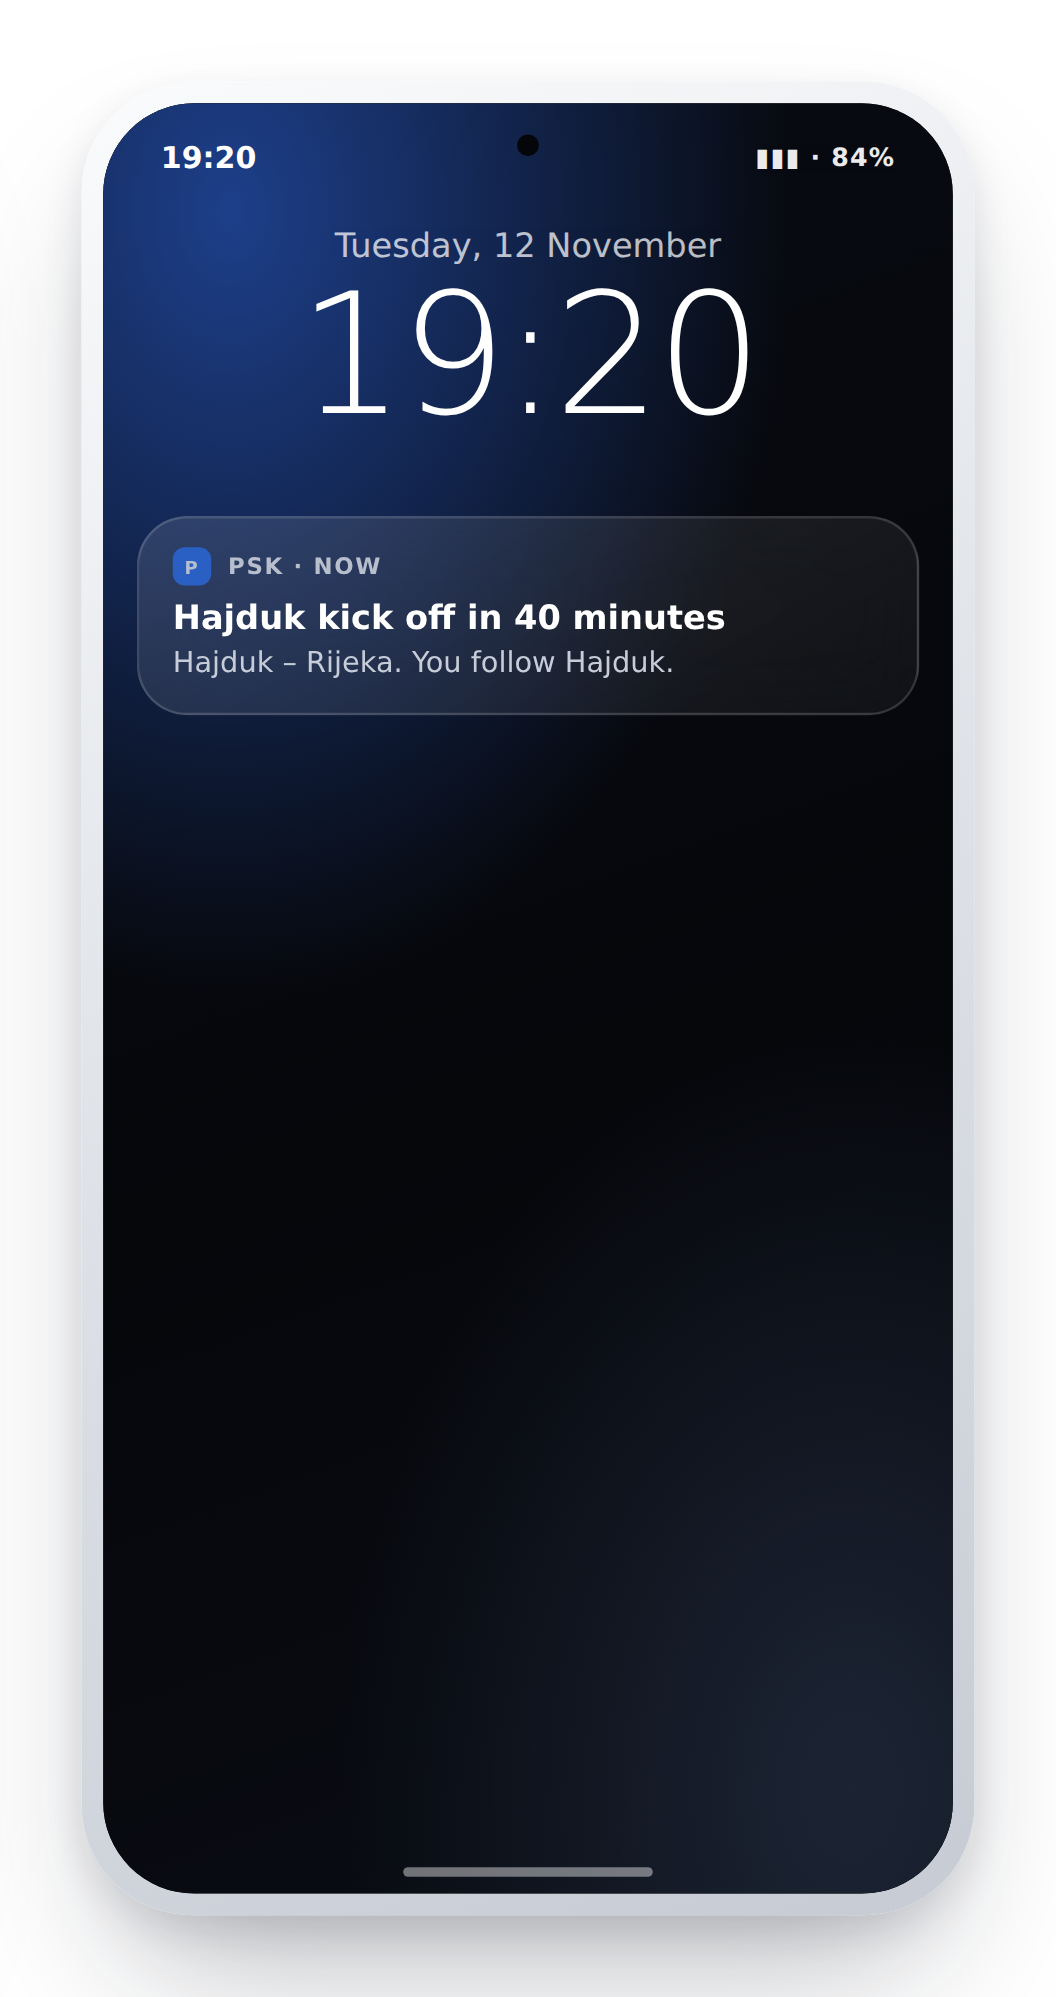 19:20
▮▮▮ · 84%
Tuesday, 12 November
19:20
P
PSK · NOW
Hajduk kick off in 40 minutes
Hajduk – Rijeka. You follow Hajduk.